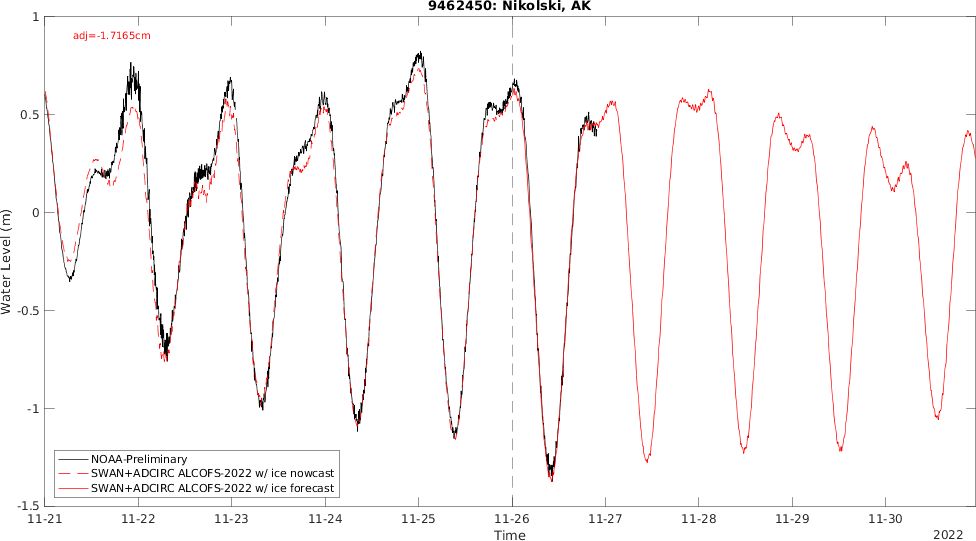 9462450: Nikolski, AK
adj=-1.7165cm
1
0.5
0
-0.5
-1
-1.5
Water Level (m)
NOAA-Preliminary
SWAN+ADCIRC ALCOFS-2022 w/ ice nowcast
SWAN+ADCIRC ALCOFS-2022 w/ ice forecast
11-21 11-22 11-23 11-24 11-25 11-26 11-27 11-28 11-29 11-30
Time
2022